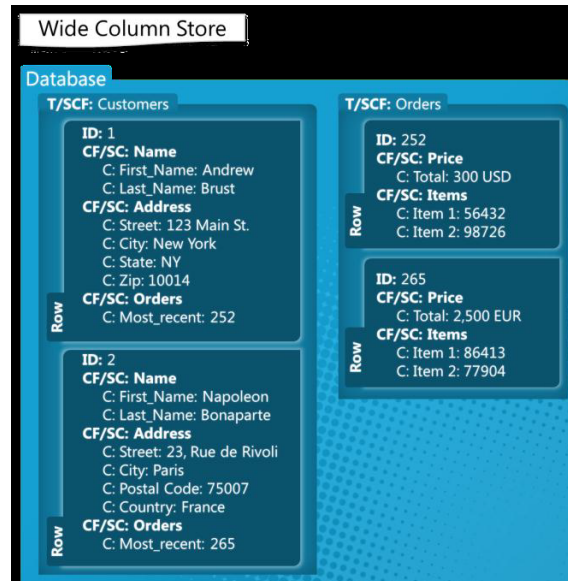 Wide Column Store
Database
T/SCF: Customers
ID: 1
CF/SC: Name
C: First_Name: Andrew
C: Last_Name: Brust
CF/SC: Address
C: Street: 123 Main St.
C: City: New York
C: State: NY
C: Zip: 10014
CF/SC: Orders
C: Most_recent: 252
Row
ID: 2
CF/SC: Name
C: First_Name: Napoleon
C: Last_Name: Bonaparte
CF/SC: Address
C: Street: 23, Rue de Rivoli
C: City: Paris
C: Postal Code: 75007
C: Country: France
CF/SC: Orders
C: Most_recent: 265
Row
T/SCF: Orders
ID: 252
CF/SC: Price
C: Total: 300 USD
CF/SC: Items
C: Item 1: 56432
C: Item 2: 98726
Row
ID: 265
CF/SC: Price
C: Total: 2,500 EUR
CF/SC: Items
C: Item 1: 86413
C: Item 2: 77904
Row